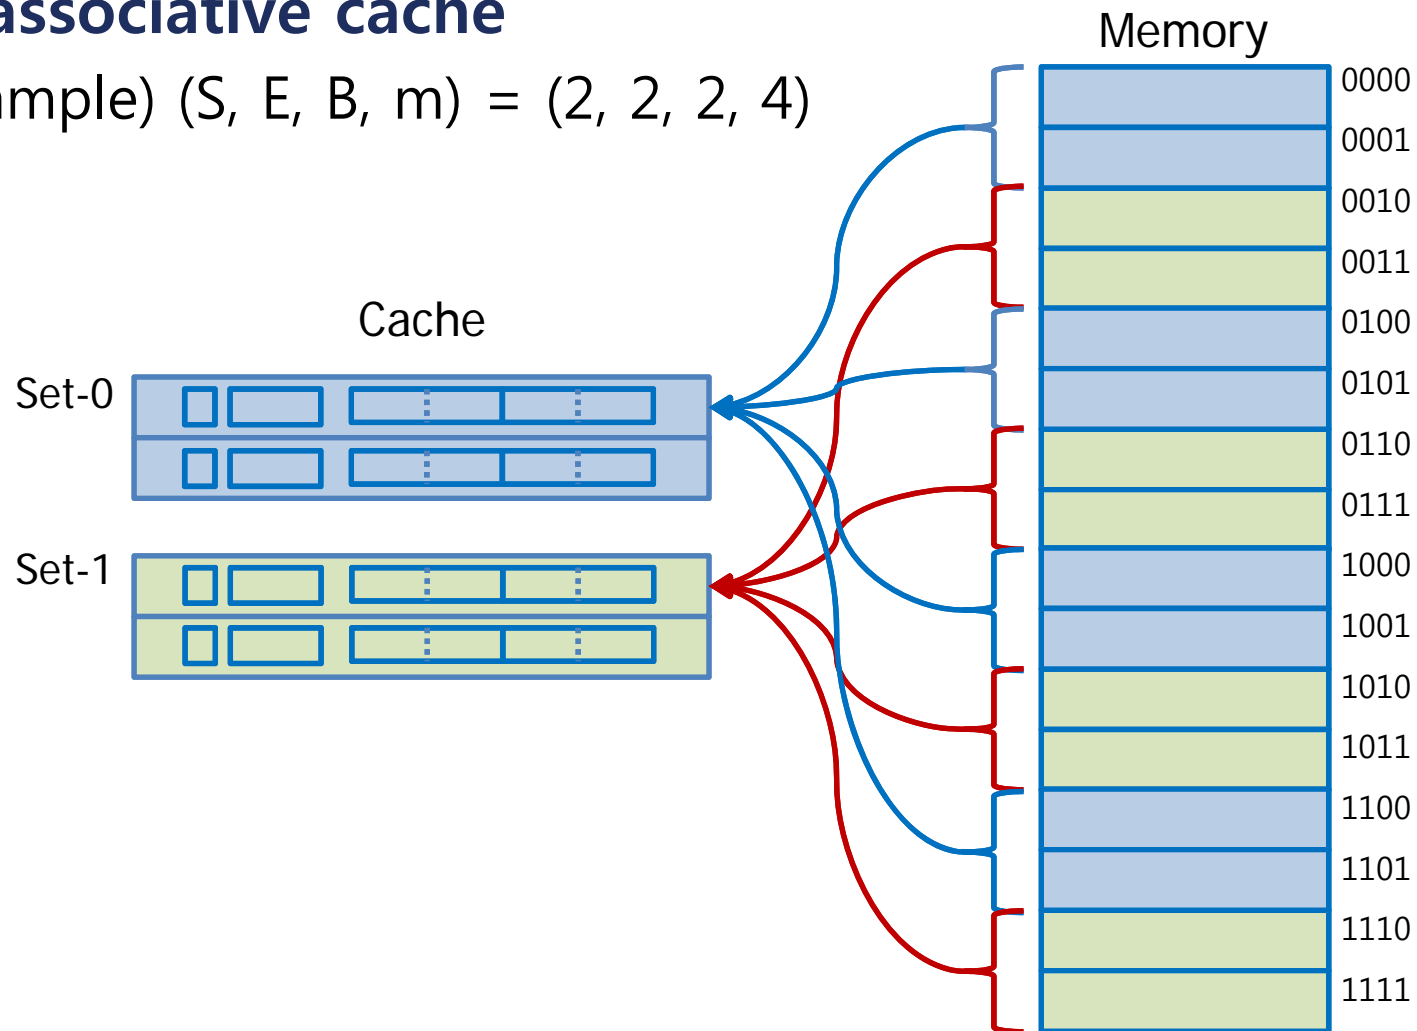 associative cache
ample) (S, E, B, m) = (2, 2, 2, 4)
Memory
0000
0001
0010
0011
Cache
0100
Set-0
0101
0110
0111
Set-1
1000
1001
1010
1011
1100
1101
1110
1111